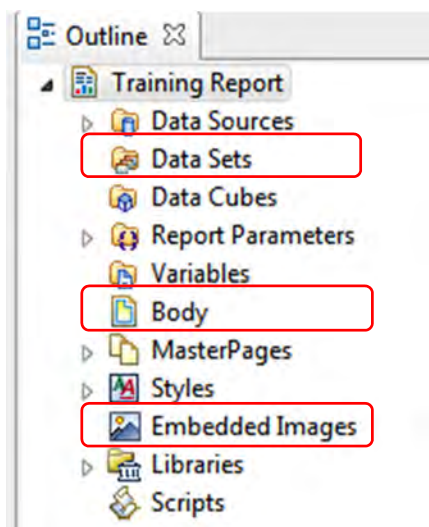 Outline
Training Report
Data Sources
Data Sets
Data Cubes
Report Parameters
Variables
Body
MasterPages
Styles
Embedded Images
Libraries
Scripts